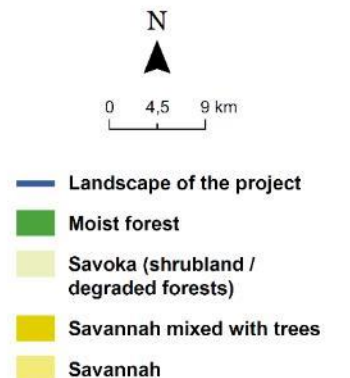 N
0 4,5 9 km
Landscape of the project
Moist forest
Savoka (shrubland /
degraded forests)
Savannah mixed with trees
Savannah